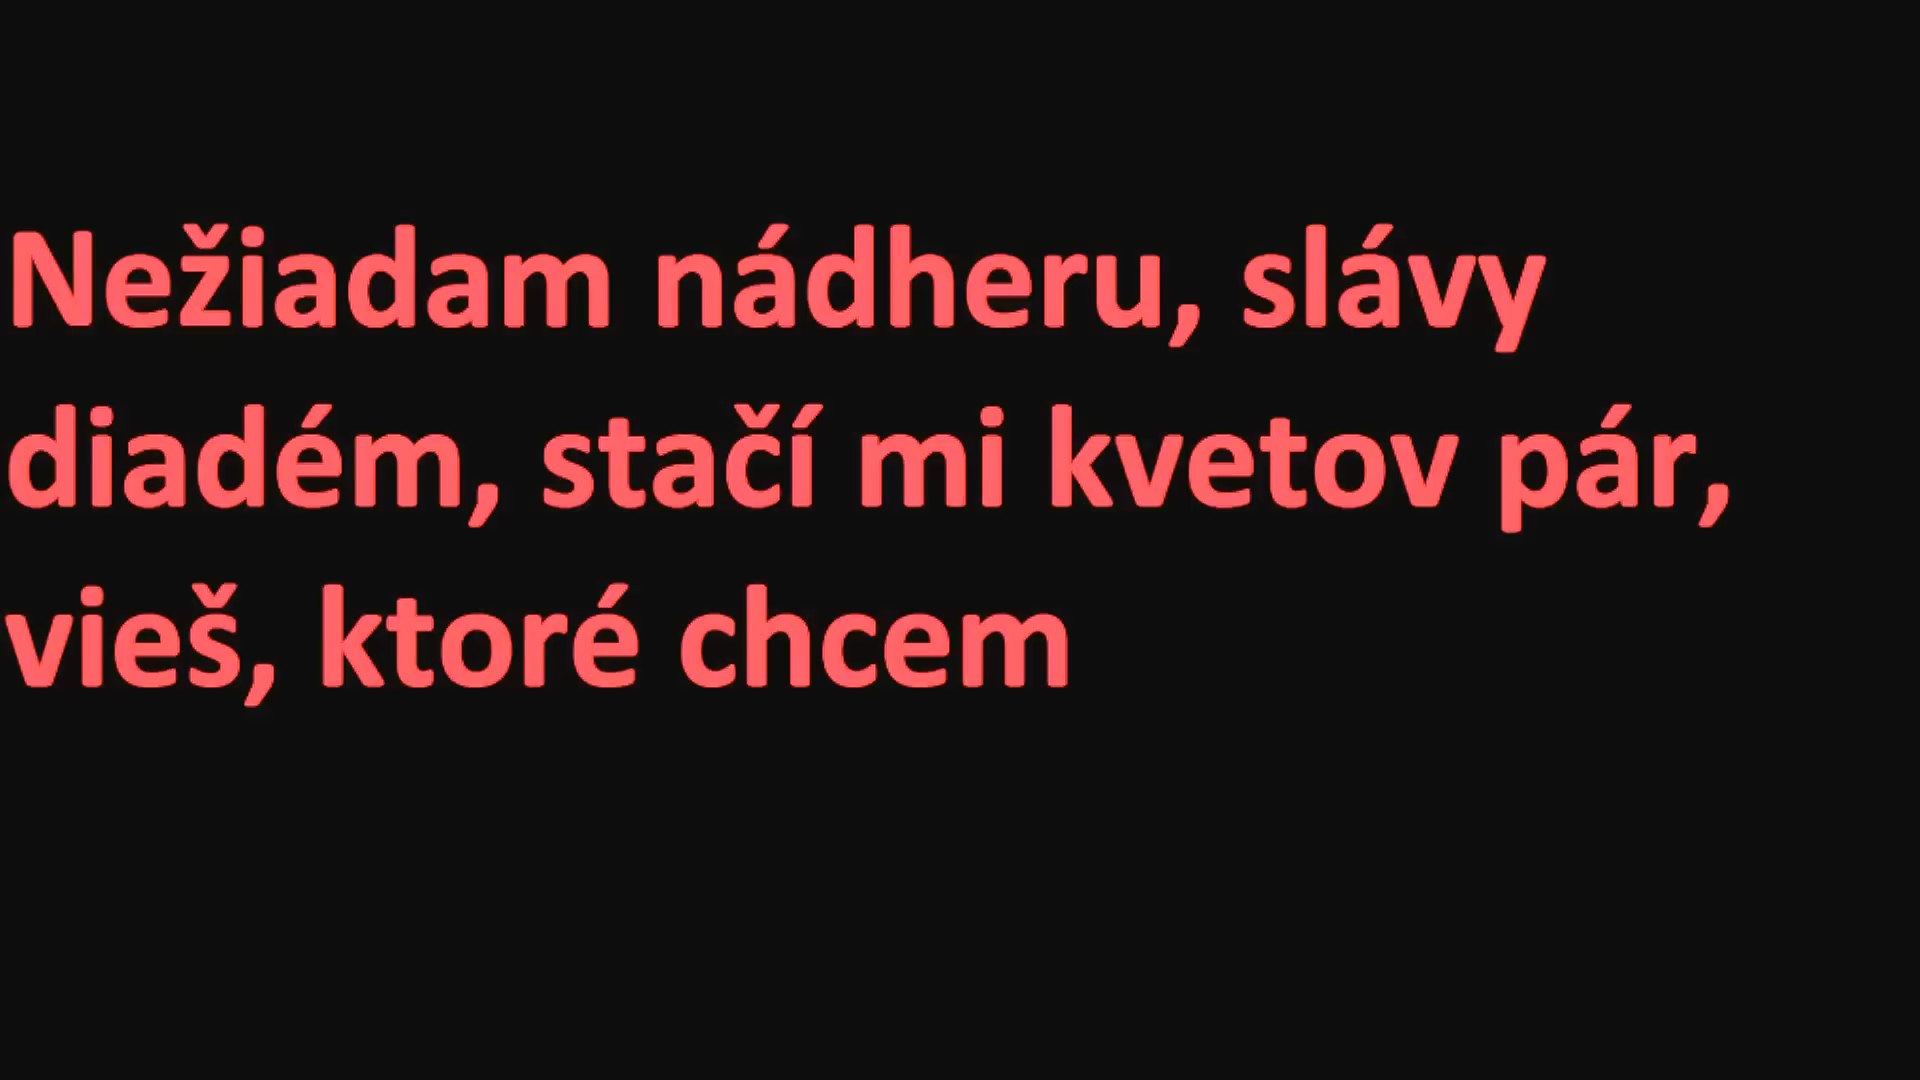 Nežiadam nádheru, slávy
diadém, stačí mi kvetov pár,
vieš, ktoré chcem